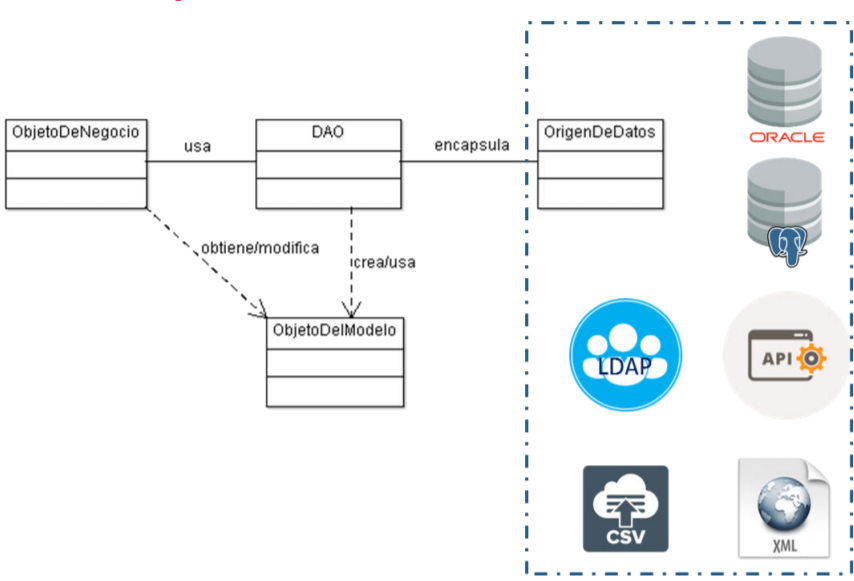 ObjetoDeNegocio
usa
DAO
encapsula
OrigenDeDatos
ORACLE
obtiene/modifica
crea/usa
ObjetoDelModelo
LDAP
API
CSV
XML